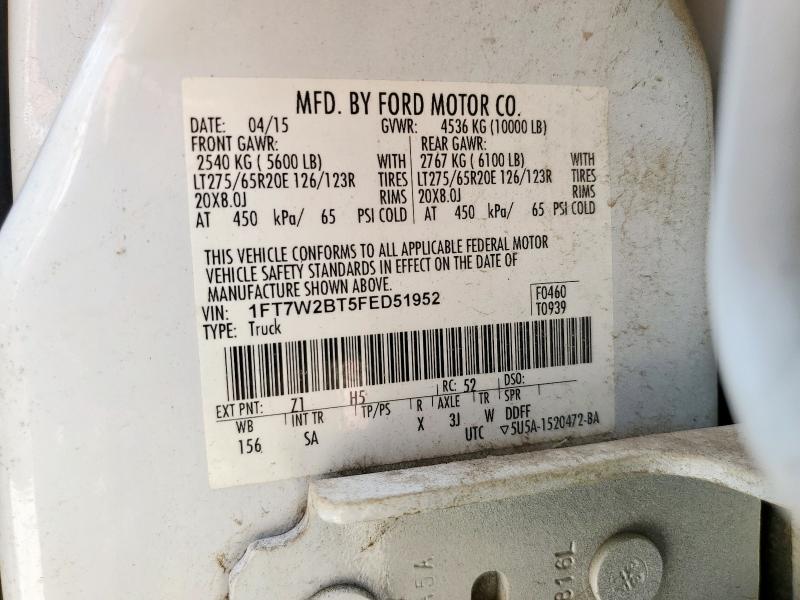 MFD. BY FORD MOTOR CO.
DATE: 04/15 GVWR: 4536 KG (10000 LB)
FRONT GAWR: REAR GAWR:
2540 KG ( 5600 LB) WITH 2767 KG ( 6100 LB) WITH
LT275/65R20E 126/123R TIRES LT275/65R20E 126/123R TIRES
20X8.0J RIMS 20X8.0J RIMS
AT 450 kPa/ 65 PSI COLD AT 450 kPa/ 65 PSI COLD
THIS VEHICLE CONFORMS TO ALL APPLICABLE FEDERAL MOTOR
VEHICLE SAFETY STANDARDS IN EFFECT ON THE DATE OF
MANUFACTURE SHOWN ABOVE.
VIN: 1FT7W2BT5FED51952 F0460
TYPE: Truck T0939
EXT PNT: Z1 H5 RC: 52 DSO:
WB INT TR TP/PS R AXLE TR SPR
156 SA X 3J W DDFF
UTC ▽5U5A-1520472-BA
816L